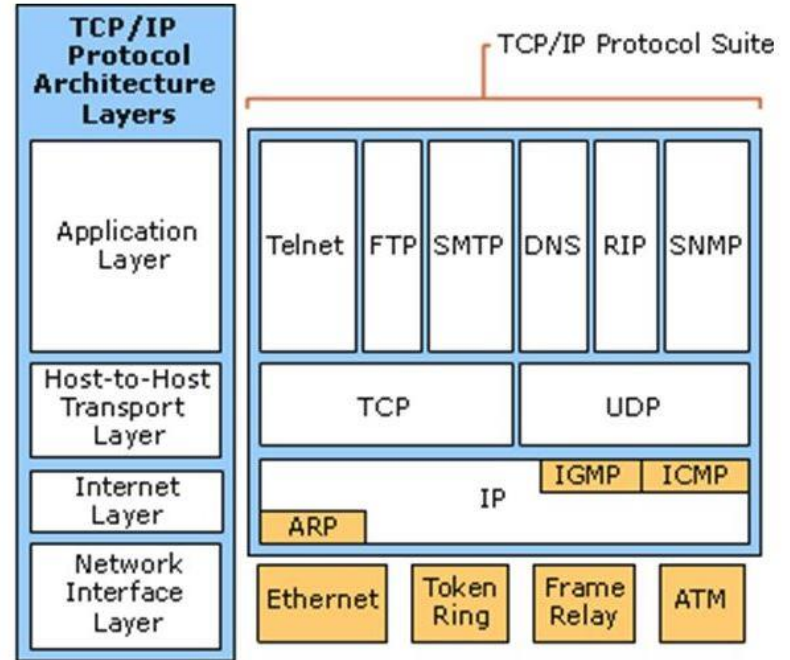 TCP/IP
Protocol
Architecture
Layers
TCP/IP Protocol Suite
Application
Layer
Telnet
FTP
SMTP
DNS
RIP
SNMP
Host-to-Host
Transport
Layer
TCP
UDP
Internet
Layer
IP
IGMP
ICMP
ARP
Network
Interface
Layer
Ethernet
Token
Ring
Frame
Relay
ATM